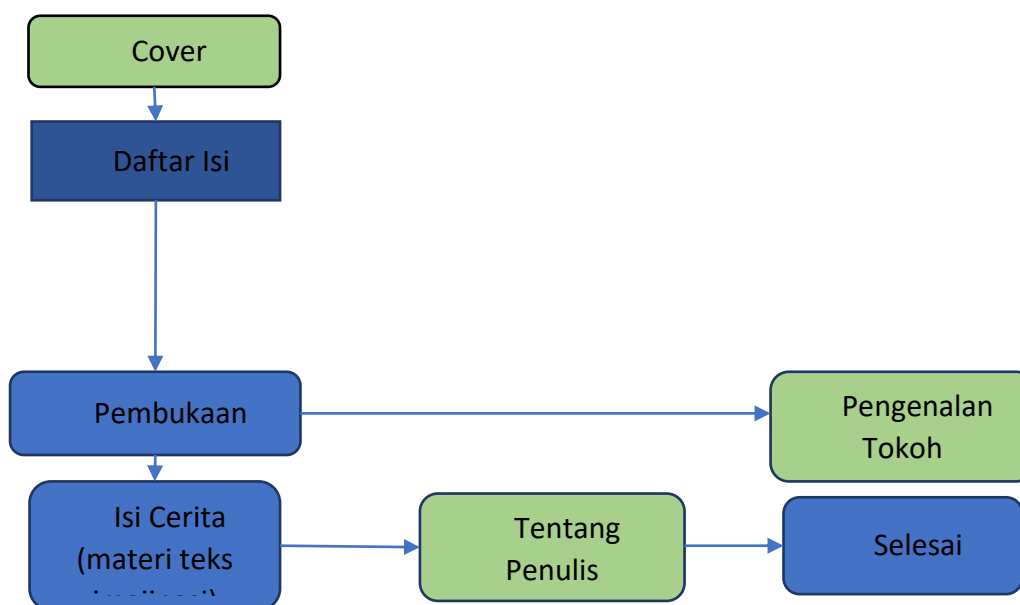 Cover
Daftar Isi
Pembukaan
Pengenalan
Tokoh
Isi Cerita
(materi teks
Tentang
Penulis
Selesai